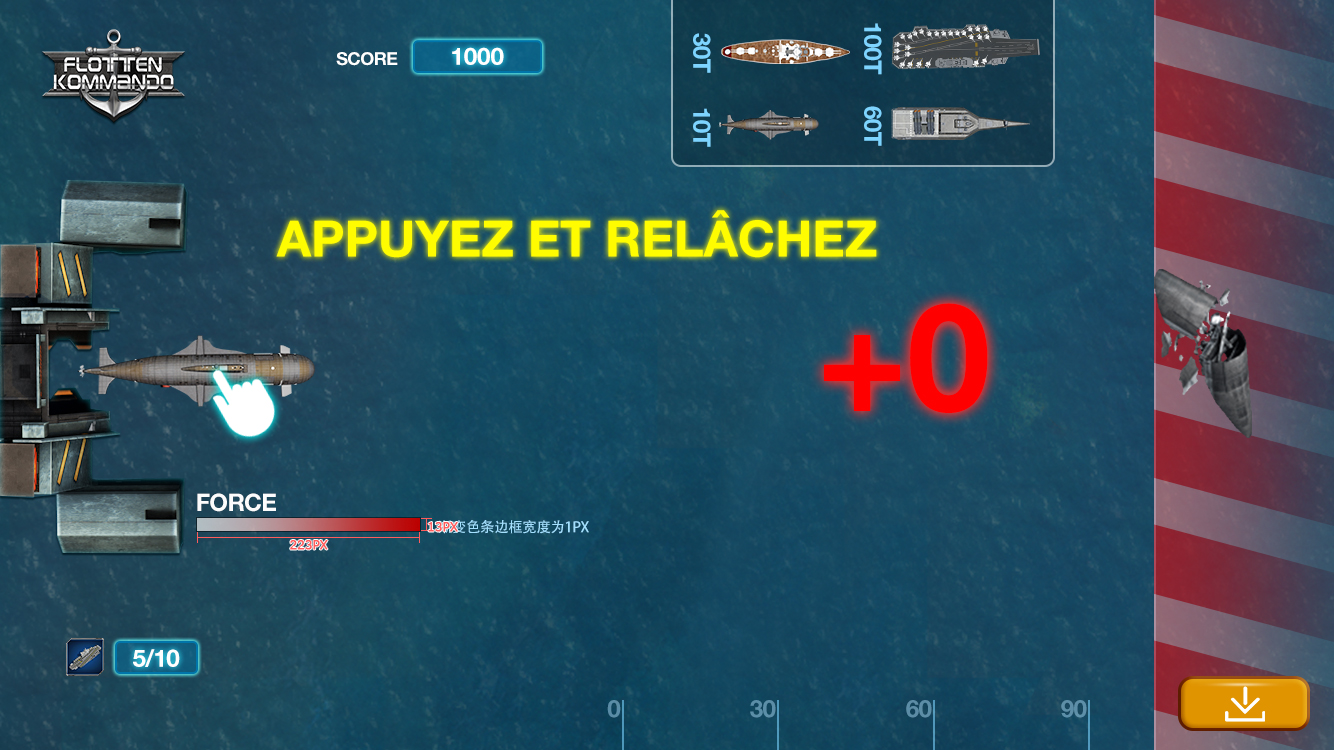 FLOTTEN
KOMMANDO
SCORE 1000
30T
100T
10T
60T
APPUYEZ ET RELÂCHEZ
+0
FORCE
13PX 变色条边框宽度为1PX
223PX
5/10
0 30 60 90